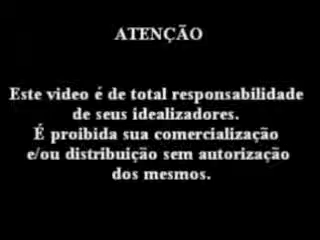 ATENÇÃO
Este video é de total responsabilidade
de seus idealizadores.
É proibida sua comercialização
e/ou distribuição sem autorização
dos mesmos.